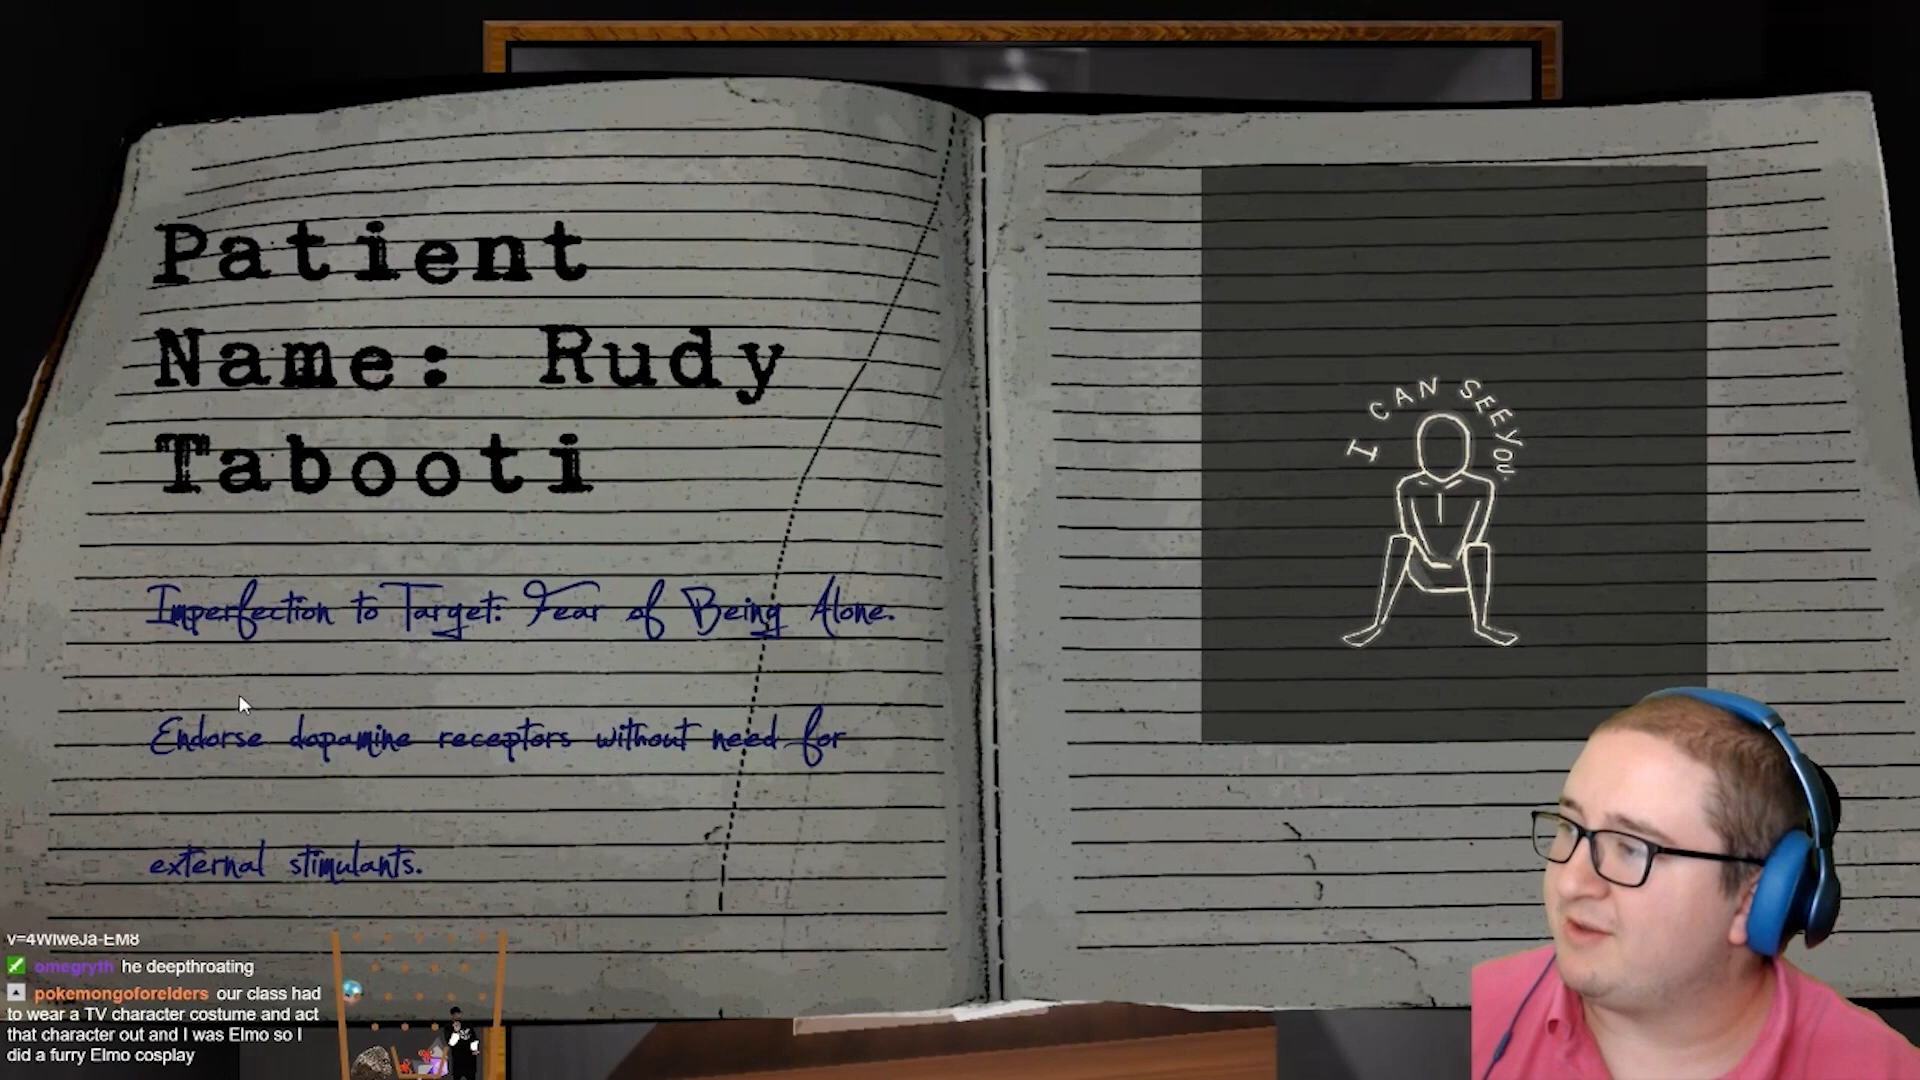 Patient
Name: Rudy
Tabooti
Imperfection to Target: Fear of Being Alone.
Endorse dopamine receptors without need for
external stimulants.
I CAN SEE YOU.
v=4WIweJa-EM8
omegryth he deepthroating
pokemongoforelders our class had
to wear a TV character costume and act
that character out and I was Elmo so I
did a furry Elmo cosplay